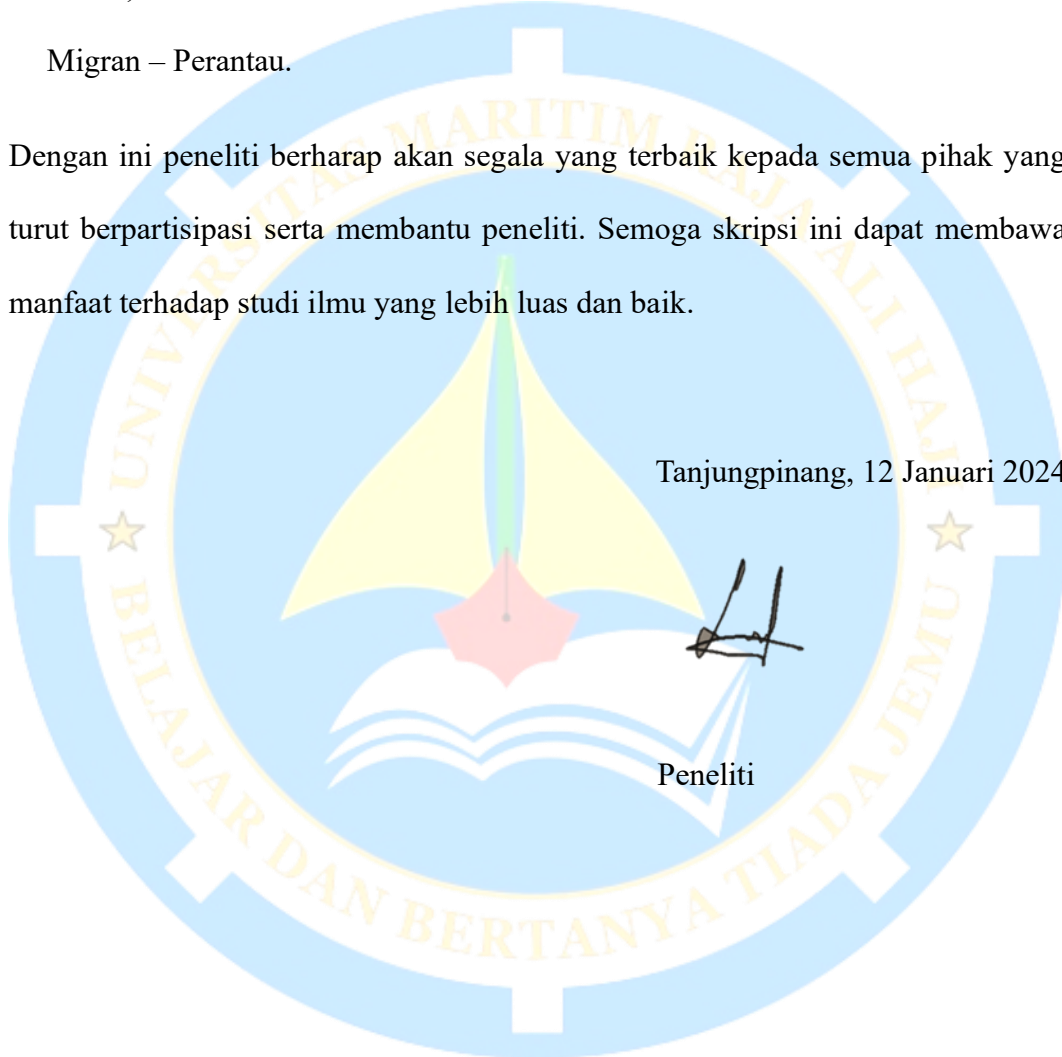 Migran – Perantau.
Dengan ini peneliti berharap akan segala yang terbaik kepada semua pihak yang
turut berpartisipasi serta membantu peneliti. Semoga skripsi ini dapat membawa
manfaat terhadap studi ilmu yang lebih luas dan baik.
Tanjungpinang, 12 Januari 2024
Peneliti
UNIVERSITAS MARITIM RAJA ALI HAJI
BELAJAR DAN BERTANYA TIADA JEMU